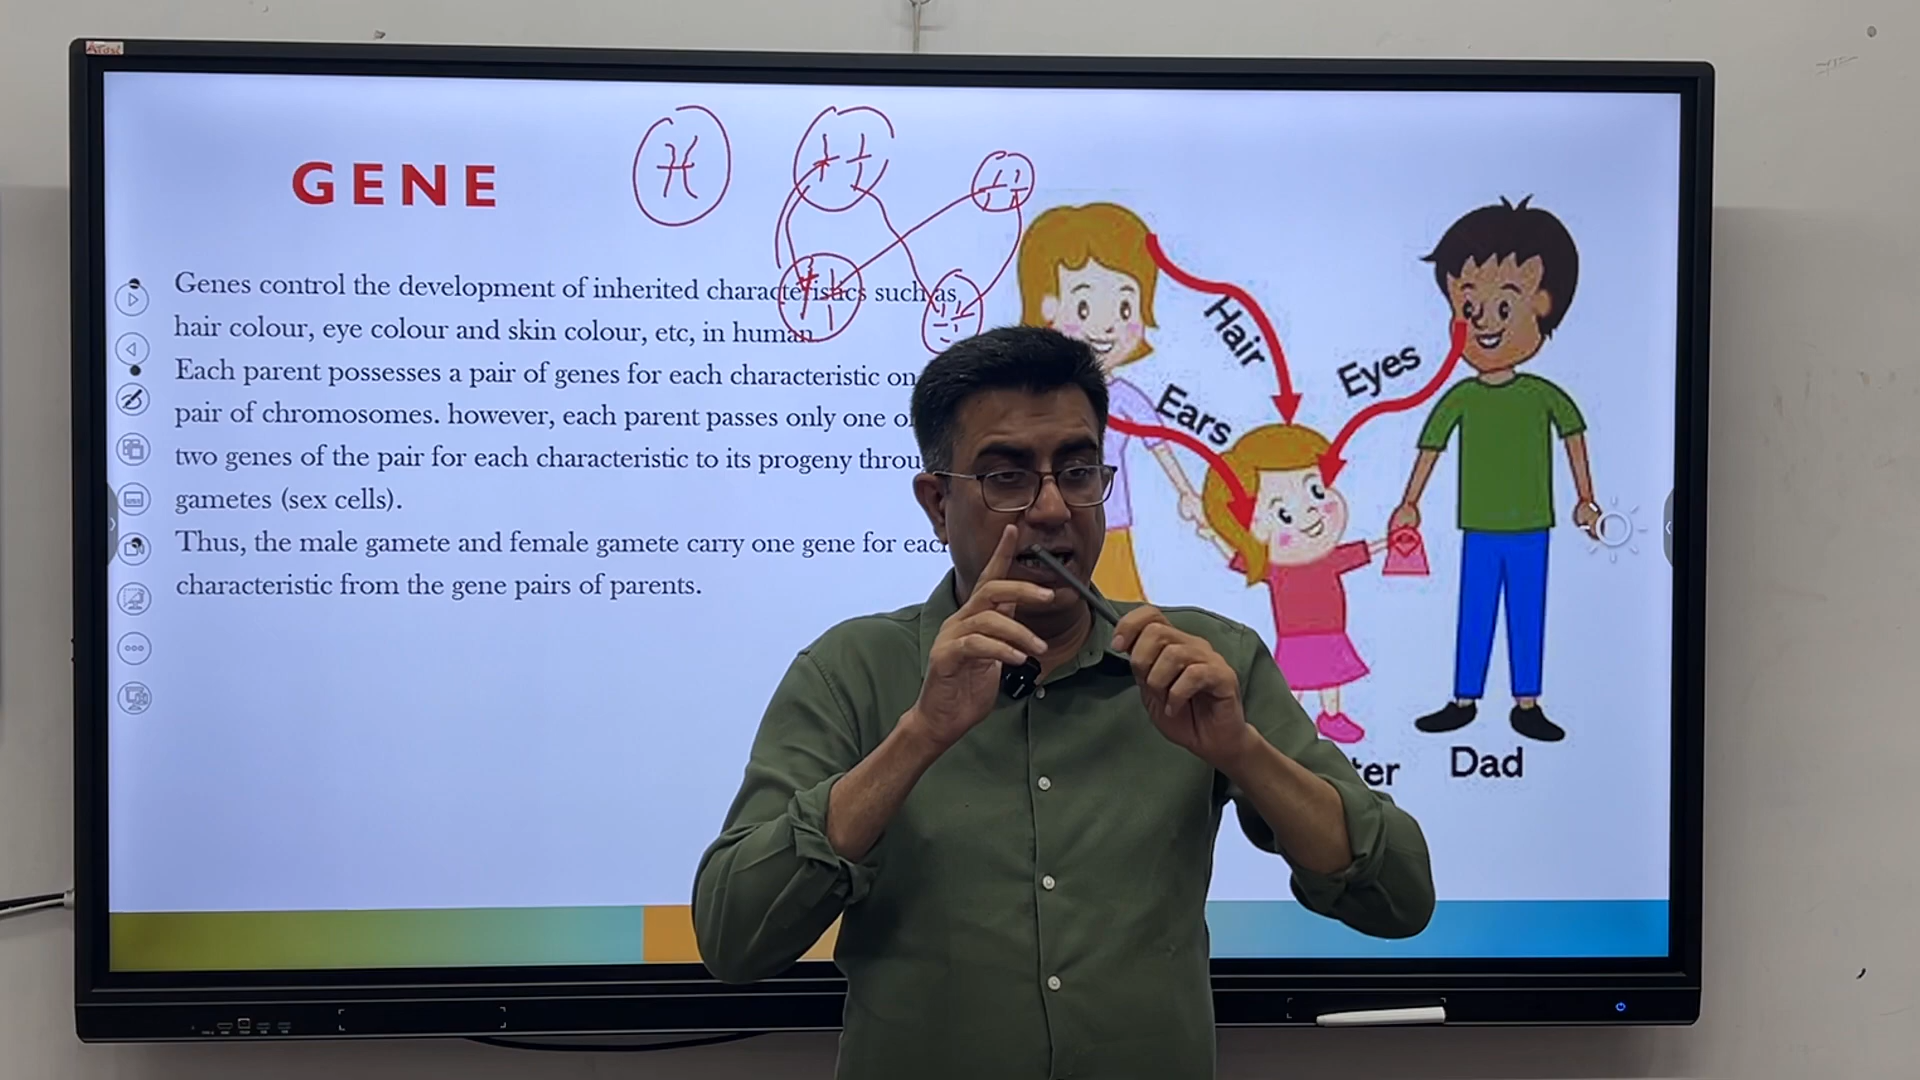 GENE
Genes control the development of inherited characteristics such as,
hair colour, eye colour and skin colour, etc, in human
Each parent possesses a pair of genes for each characteristic on
pair of chromosomes. however, each parent passes only one
two genes of the pair for each characteristic to its progeny
gametes (sex cells).
Thus, the male gamete and female gamete carry one gene for
characteristic from the gene pairs of parents.
Hair
Eyes
Ears
Dad